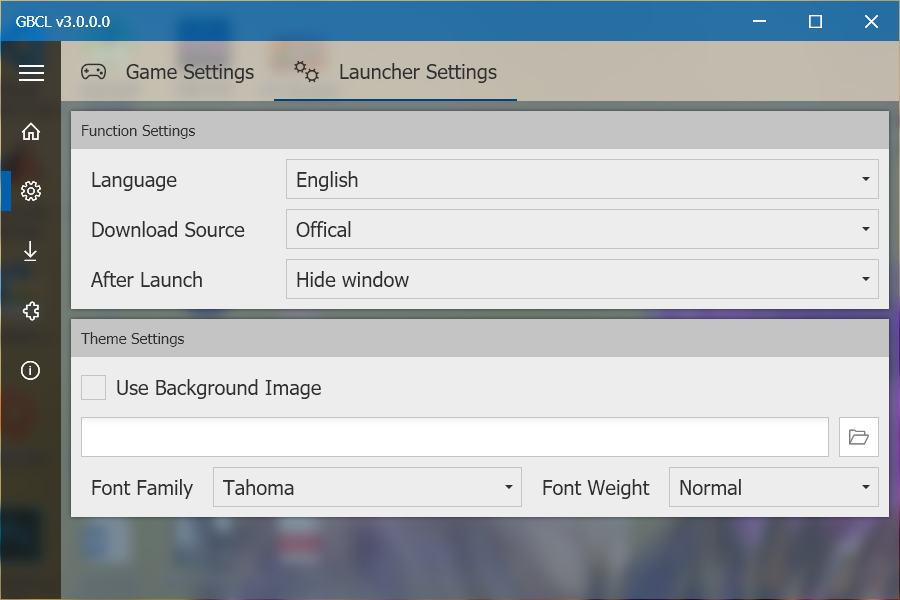 GBCL v3.0.0.0
Game Settings Launcher Settings
Function Settings
Language English
Download Source Offical
After Launch Hide window
Theme Settings
Use Background Image
Font Family Tahoma Font Weight Normal